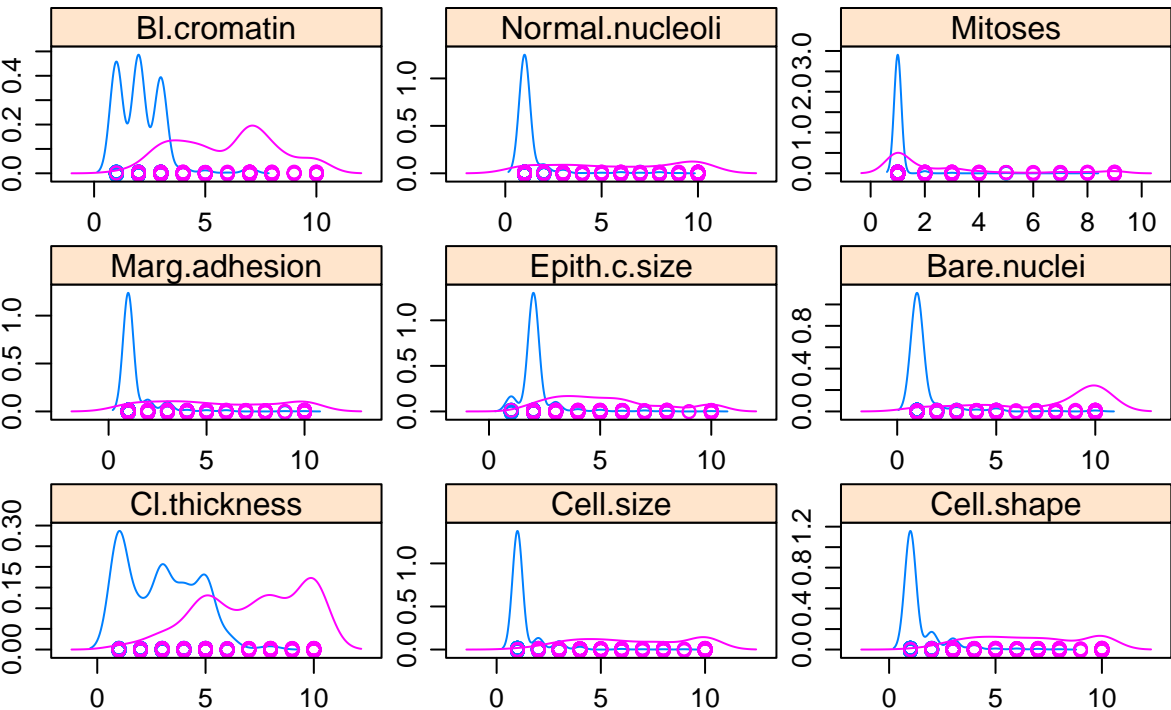 Bl.cromatin Normal.nucleoli Mitoses
0.0 0.2 0.4
0.0 0.5 1.0
0.0 1.0 2.0 3.0
0 5 10
0 5 10
0 2 4 6 8 10
Marg.adhesion Epith.c.size Bare.nuclei
0.0 0.5 1.0
0.0 0.5 1.0
0.0 0.4 0.8
0 5 10
0 5 10
0 5 10
Cl.thickness Cell.size Cell.shape
0.00 0.15 0.30
0.0 0.5 1.0
0.0 0.4 0.8 1.2
0 5 10
0 5 10
0 5 10